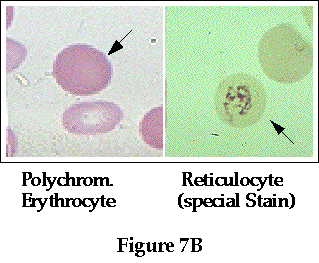 Polychrom.
Erythrocyte
Reticulocyte
(special Stain)
Figure 7B